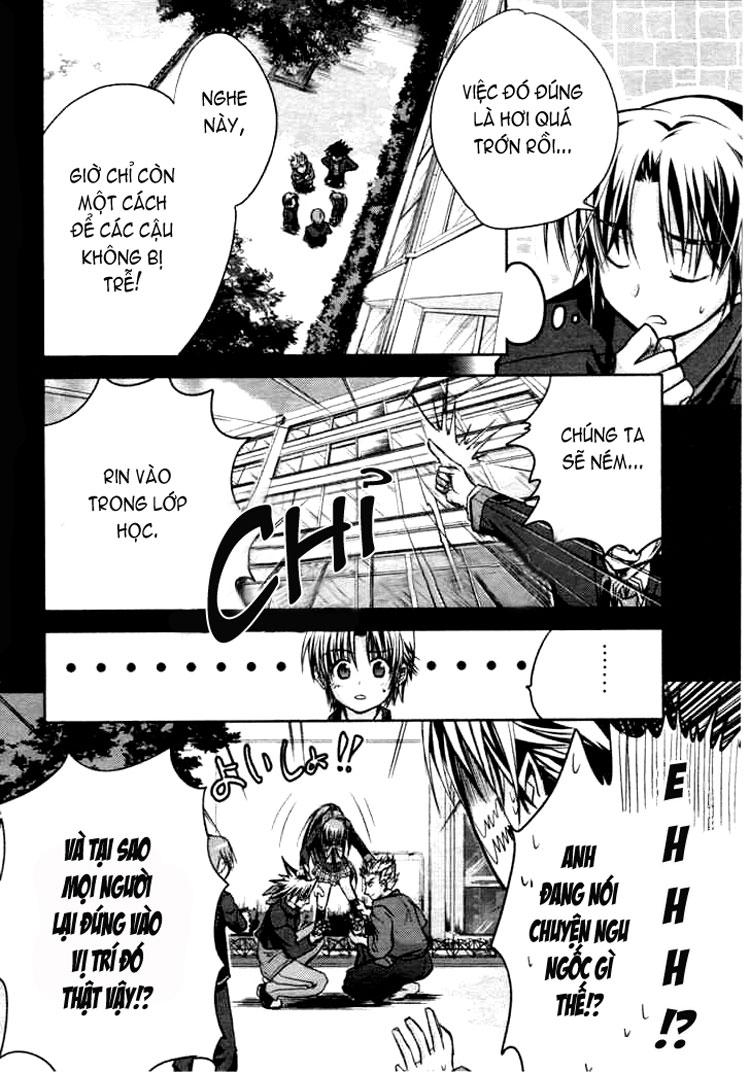 VIỆC ĐÓ ĐÚNG
LÀ HƠI QUÁ
TRỚN RỒI...
NGHE
NÀY,
GIỜ CHỈ CÒN
MỘT CÁCH
ĐỂ CÁC CẬU
KHÔNG BỊ
TRỄ!
CHÚNG TA
SẼ NÉM...
CHỈ
RIN VÀO
TRONG LỚP
HỌC.
......
..........
......
EHHH!?
ANH
ĐANG NÓI
CHUYỆN NGU
NGỐC GÌ
THẾ!?
よいしょ!!
VÀ TẠI SAO
MỌI NGƯỜI
LẠI ĐỨNG VÀO
VỊ TRÍ ĐÓ
THẬT VẬY!?